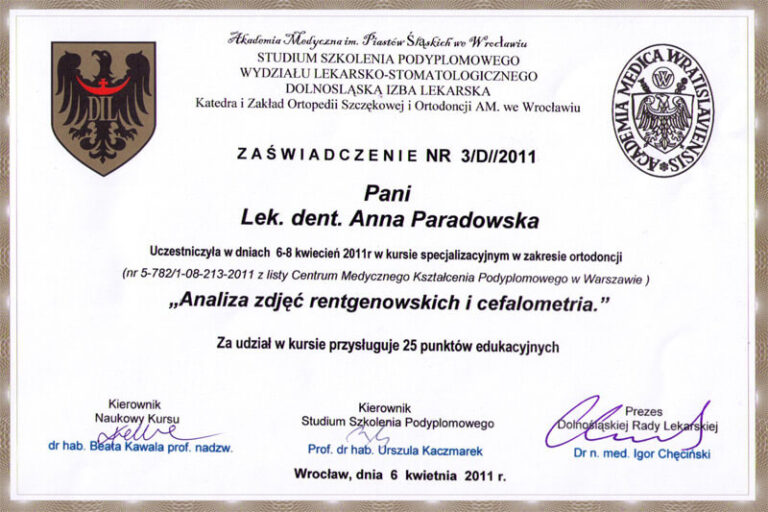 Akademia Medyczna im. Piastów Śląskich we Wrocławiu
STUDIUM SZKOLENIA PODYPLOMOWEGO
WYDZIAŁU LEKARSKO-STOMATOLOGICZNEGO
DOLNOŚLĄSKA IZBA LEKARSKA
Katedra i Zakład Ortopedii Szczękowej i Ortodoncji AM. we Wrocławiu
DIL
ACADEMIA MEDICA WRATISLAVIENSIS
W
ZAŚWIADCZENIE NR 3/D//2011
Pani
Lek. dent. Anna Paradowska
Uczestniczyła w dniach 6-8 kwiecień 2011r w kursie specjalizacyjnym w zakresie ortodoncji
(nr 5-782/1-08-213-2011 z listy Centrum Medycznego Kształcenia Podyplomowego w Warszawie )
„Analiza zdjęć rentgenowskich i cefalometria.”
Za udział w kursie przysługuje 25 punktów edukacyjnych
Kierownik
Naukowy Kursu
dr hab. Beata Kawala prof. nadzw.
Kierownik
Studium Szkolenia Podyplomowego
Prof. dr hab. Urszula Kaczmarek
Prezes
Dolnośląskiej Rady Lekarskiej
Dr n. med. Igor Chęciński
Wrocław, dnia 6 kwietnia 2011 r.